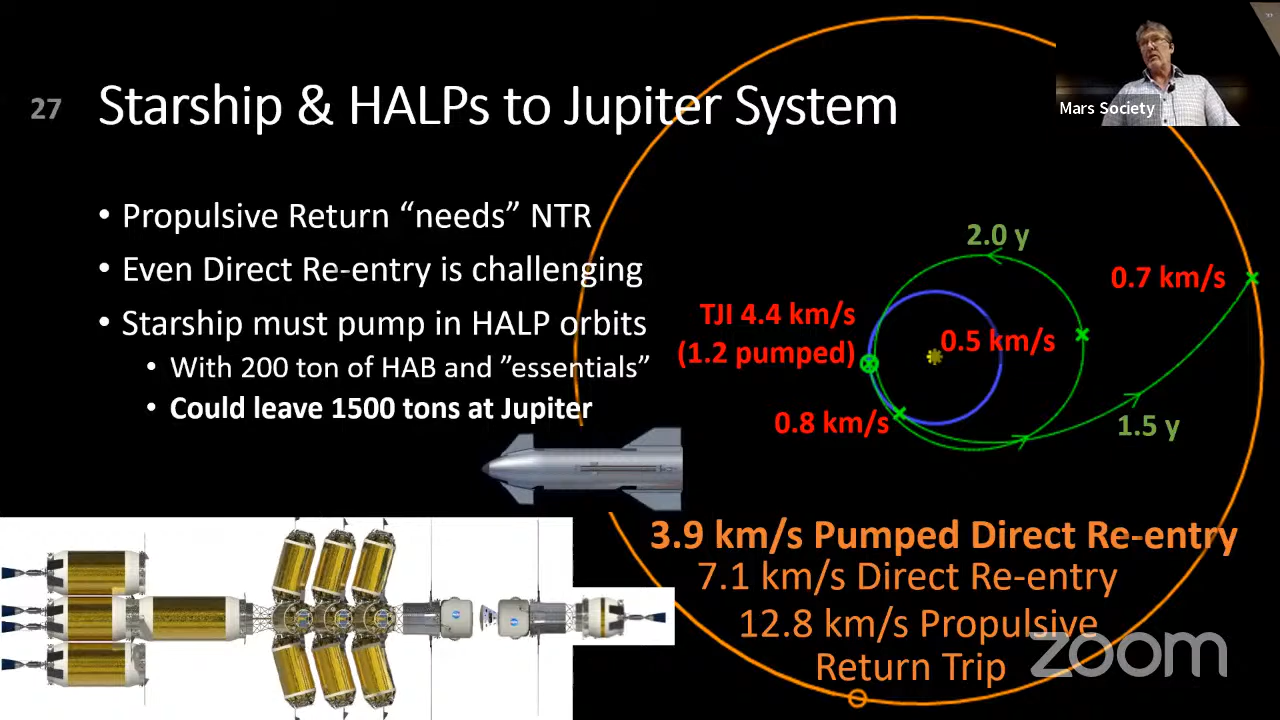 27
Starship & HALPs to Jupiter System
Mars Society
• Propulsive Return “needs” NTR
• Even Direct Re-entry is challenging
• Starship must pump in HALP orbits
• With 200 ton of HAB and ”essentials”
• Could leave 1500 tons at Jupiter
2.0 y
0.7 km/s
TJI 4.4 km/s
(1.2 pumped)
0.5 km/s
0.8 km/s
1.5 y
3.9 km/s Pumped Direct Re-entry
7.1 km/s Direct Re-entry
12.8 km/s Propulsive
Return Trip
zoom